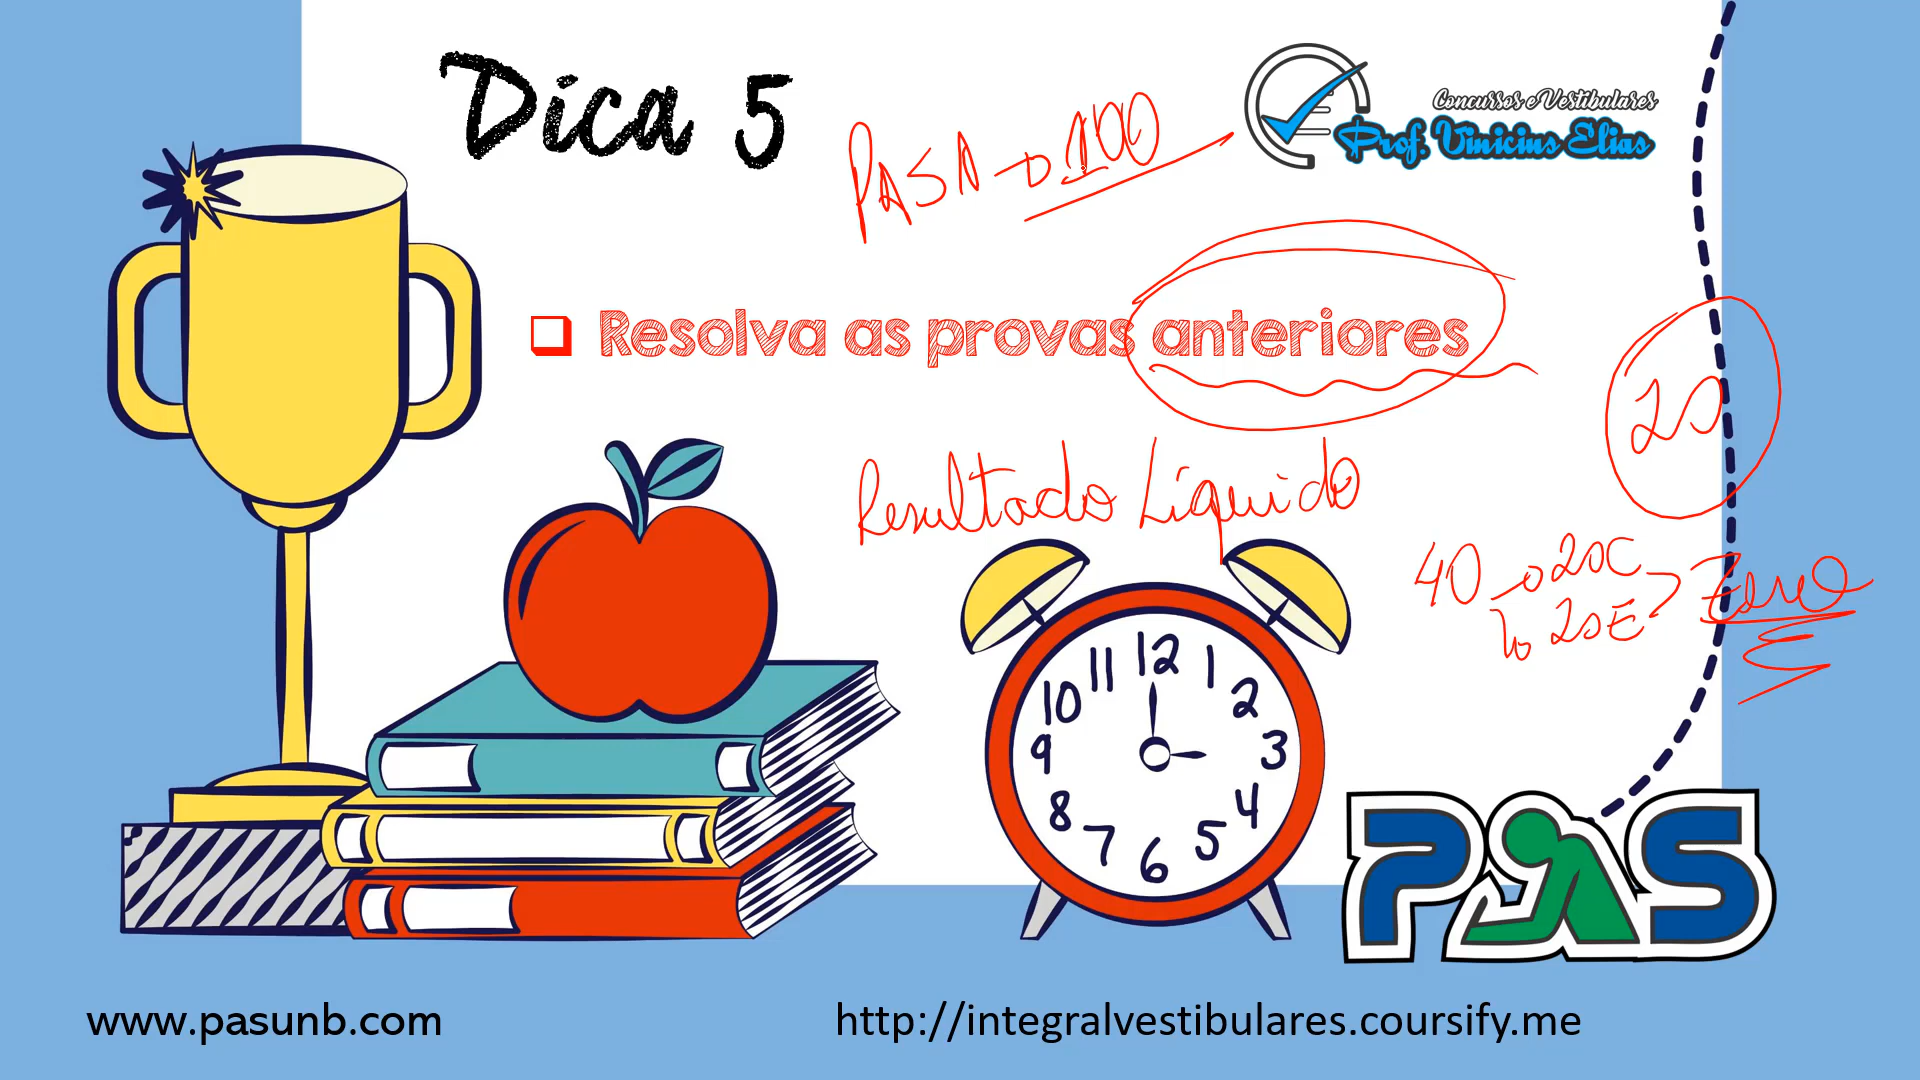 Dica 5
Concursos e Vestibulares
Prof. Vinicius Elias
100
Resolva as provas anteriores
20
Resultado Líquido
40 20C
20E
Zero
12
11 1
10 2
9 3
8 4
7 5
6
PAS
www.pasunb.com
http://integralvestibulares.coursify.me